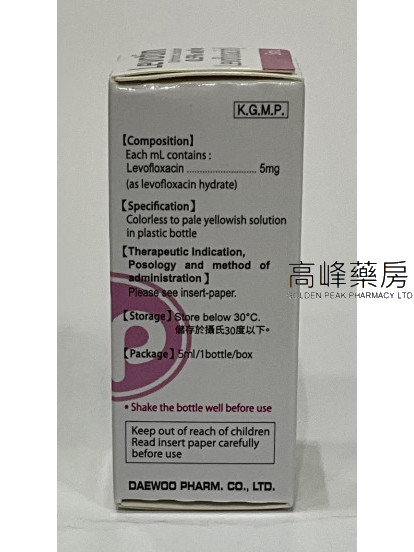 K.G.M.P.
【Composition】
Each mL contains :
Levofloxacin ............................ 5mg
(as levofloxacin hydrate)
【Specification】
Colorless to pale yellowish solution
in plastic bottle
【Therapeutic Indication,
Posology and method of
administration】
Please see insert-paper.
【Storage】Store below 30°C.
儲存於攝氏30度以下。
【Package】5ml/1bottle/box
• Shake the bottle well before use
Keep out of reach of children
Read insert paper carefully
before use
DAEWOO PHARM. CO., LTD.
高峰藥房
GOLDEN PEAK PHARMACY LTD